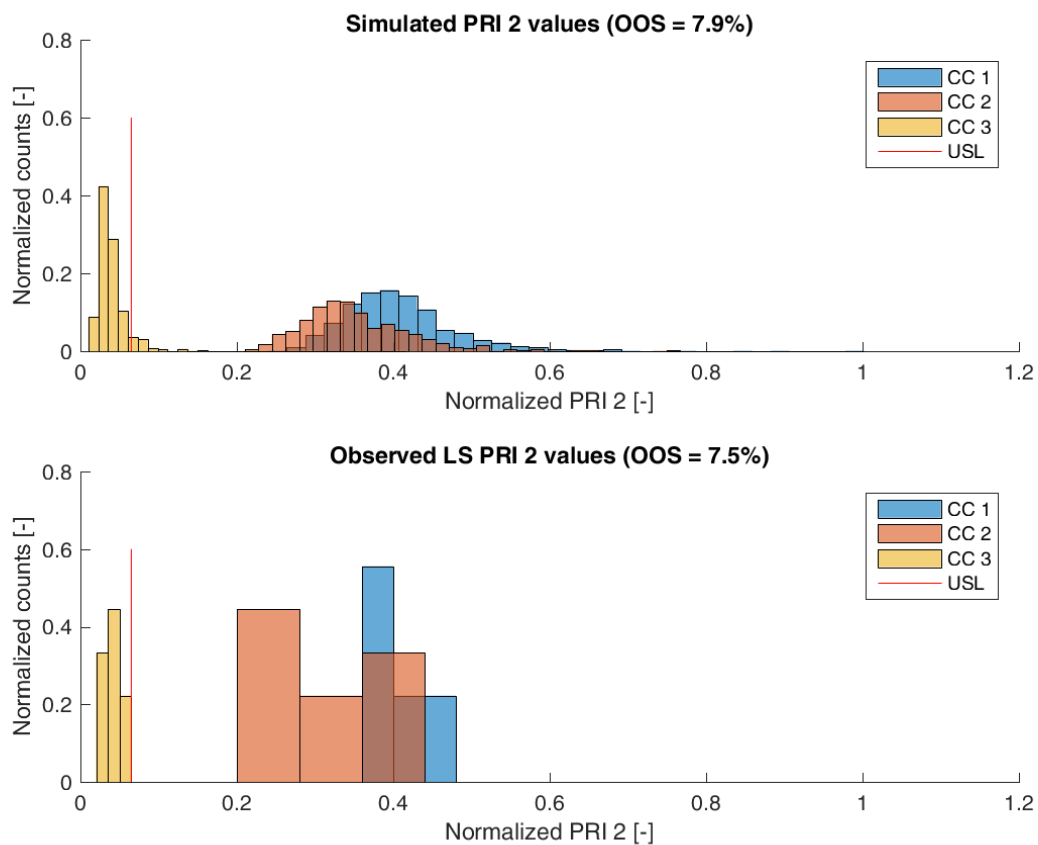 Simulated PRI 2 values (OOS = 7.9%)
0.8
0.6
0.4
0.2
0
Normalized counts [-]
CC 1
CC 2
CC 3
USL
0 0.2 0.4 0.6 0.8 1 1.2
Normalized PRI 2 [-]
Observed LS PRI 2 values (OOS = 7.5%)
0.8
0.6
0.4
0.2
0
Normalized counts [-]
CC 1
CC 2
CC 3
USL
0 0.2 0.4 0.6 0.8 1 1.2
Normalized PRI 2 [-]